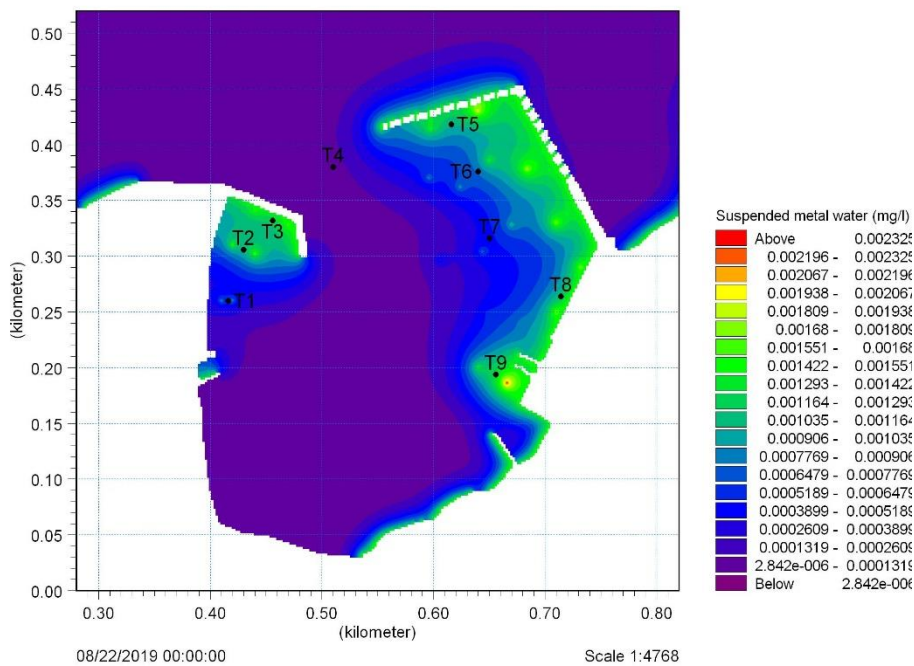 0.50
0.45
0.40
0.35
0.30
0.25
0.20
0.15
0.10
0.05
0.00
(kilometer)
T5
T4
T6
T3
T2
T7
T1
T8
T9
0.30 0.40 0.50 0.60 0.70 0.80
(kilometer)
08/22/2019 00:00:00 Scale 1:4768
Suspended metal water (mg/l)
Above 0.002325
0.002196 - 0.002325
0.002067 - 0.002196
0.001938 - 0.002067
0.001809 - 0.001938
0.00168 - 0.001809
0.001551 - 0.00168
0.001422 - 0.001551
0.001293 - 0.001422
0.001164 - 0.001293
0.001035 - 0.001164
0.000906 - 0.001035
0.0007769 - 0.000906
0.0006479 - 0.0007769
0.0005189 - 0.0006479
0.0003899 - 0.0005189
0.0002609 - 0.0003899
0.0001319 - 0.0002609
2.842e-006 - 0.0001319
Below 2.842e-006